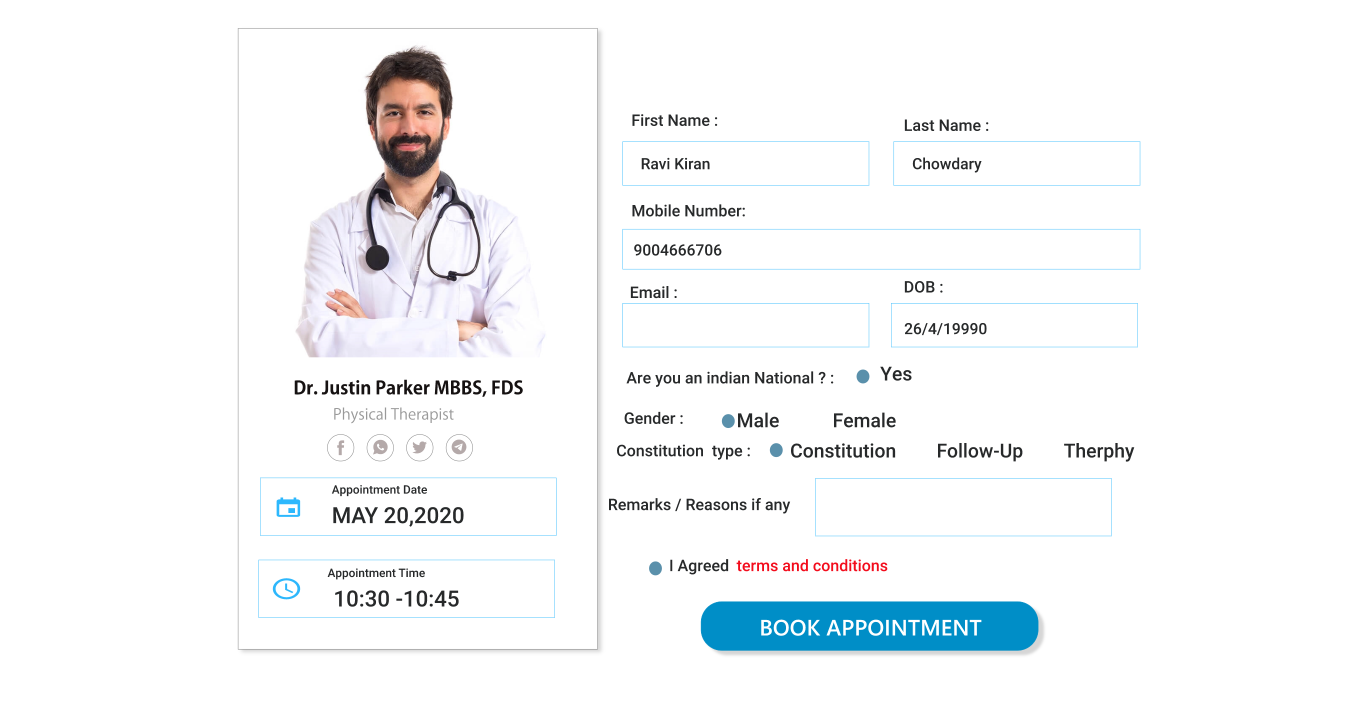 Dr. Justin Parker MBBS, FDS
Physical Therapist
Appointment Date
MAY 20,2020
Appointment Time
10:30 -10:45
First Name :
Last Name :
Ravi Kiran
Chowdary
Mobile Number:
9004666706
Email :
DOB :
26/4/19990
Are you an indian National ? : Yes
Gender : Male Female
Constitution type : Constitution Follow-Up Therphy
Remarks / Reasons if any
I Agreed terms and conditions
BOOK APPOINTMENT